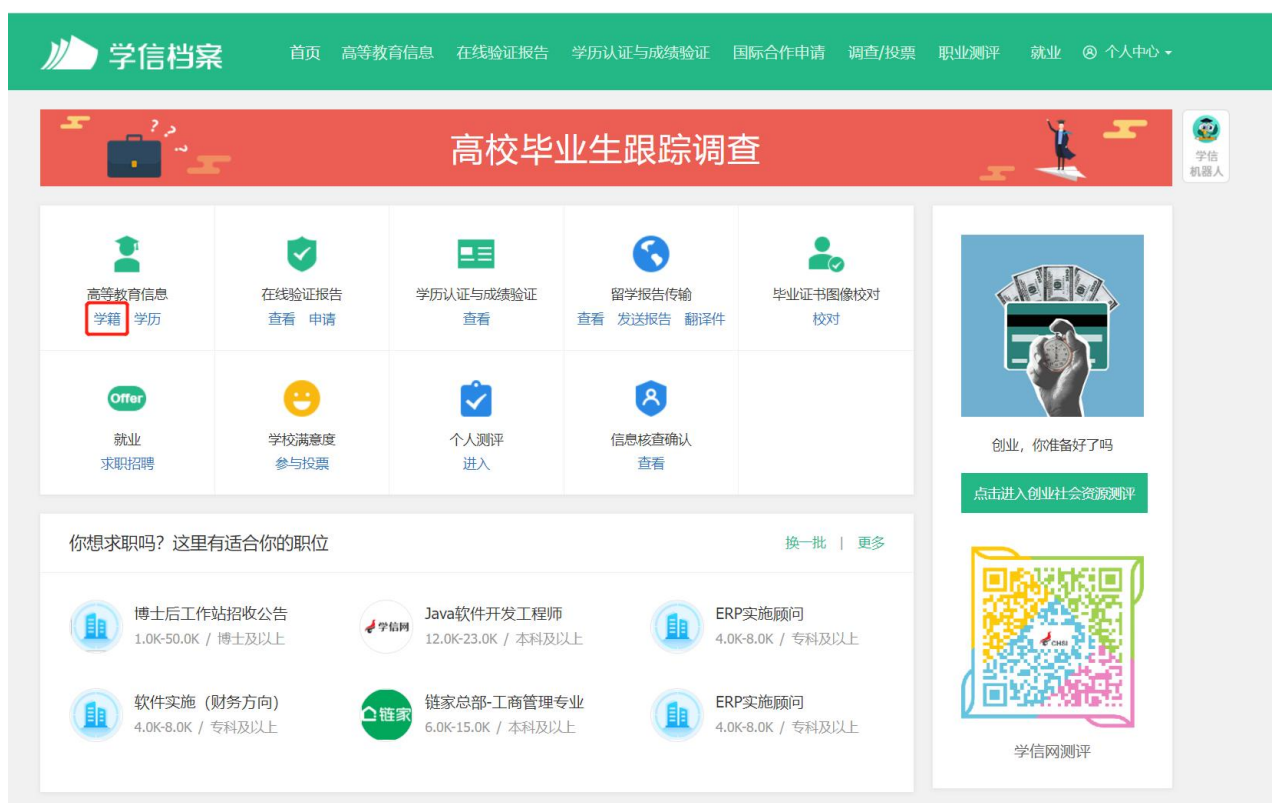 学信档案
首页 高等教育信息 在线验证报告 学历认证与成绩验证 国际合作申请 调查/投票 职业测评 就业 个人中心
???
高校毕业生跟踪调查
学信
机器人
高等教育信息
学籍 学历
在线验证报告
查看 申请
学历认证与成绩验证
查看
留学报告传输
查看 发送报告 翻译件
毕业证书图像校对
校对
Offer
就业
求职招聘
学校满意度
参与投票
个人测评
进入
信息核查确认
查看
创业，你准备好了吗
点击进入创业社会资源测评
你想求职吗？这里有适合你的职位
换一批 | 更多
博士后工作站招收公告
1.0K-50.0K / 博士及以上
学信网
Java软件开发工程师
12.0K-23.0K / 本科及以上
ERP实施顾问
4.0K-8.0K / 专科及以上
软件实施（财务方向）
4.0K-8.0K / 专科及以上
链家
链家总部-工商管理专业
6.0K-15.0K / 本科及以上
ERP实施顾问
4.0K-8.0K / 专科及以上
CHSI
学信网测评